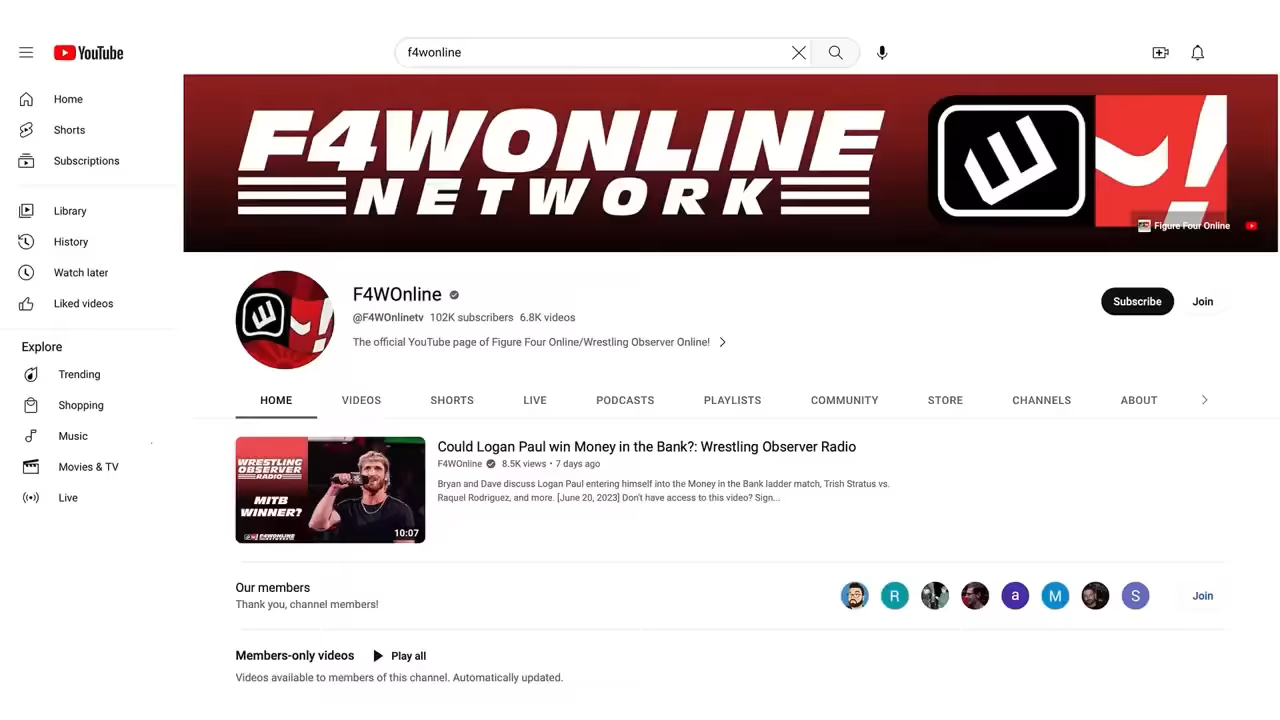 YouTube
f4wonline
Home
Shorts
Subscriptions
Library
History
Watch later
Liked videos
Explore
Trending
Shopping
Music
Movies & TV
Live
F4WONLINE
NETWORK
Figure Four Online
F4WOnline
@F4WOnlinetv 102K subscribers 6.8K videos
The official YouTube page of Figure Four Online/Wrestling Observer Online!
Subscribe
Join
HOME
VIDEOS
SHORTS
LIVE
PODCASTS
PLAYLISTS
COMMUNITY
STORE
CHANNELS
ABOUT
WRESTLING
OBSERVER
RADIO
MITB
WINNER?
F4WONLINE
NETWORK
10:07
Could Logan Paul win Money in the Bank?: Wrestling Observer Radio
F4WOnline 8.5K views • 7 days ago
Bryan and Dave discuss Logan Paul entering himself into the Money in the Bank ladder match, Trish Stratus vs.
Raquel Rodriguez, and more. [June 20, 2023] Don't have access to this video? Sign...
Our members
Thank you, channel members!
R
a
M
S
Join
Members-only videos
Play all
Videos available to members of this channel. Automatically updated.